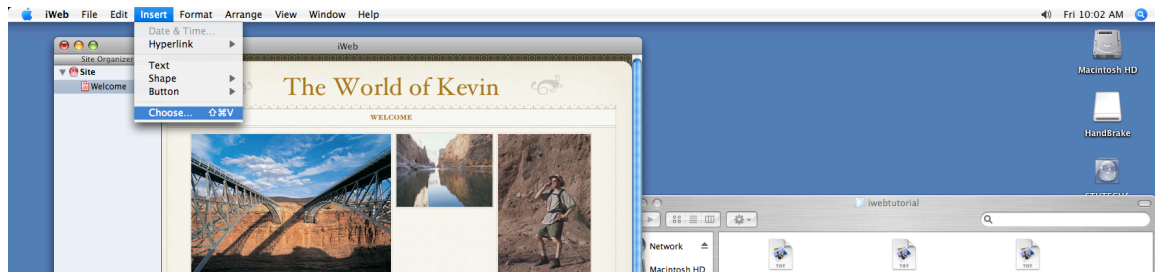 iWeb File Edit Insert Format Arrange View Window Help Fri 10:02 AM
Date & Time...
Hyperlink
Text
Shape
Button
Choose... ⇧⌘V
iWeb
Site Organizer
Site
Welcome
The World of Kevin
WELCOME
Macintosh HD
HandBrake
iwebtutorial
Network
Macintosh HD
TIFF TIFF TIFF